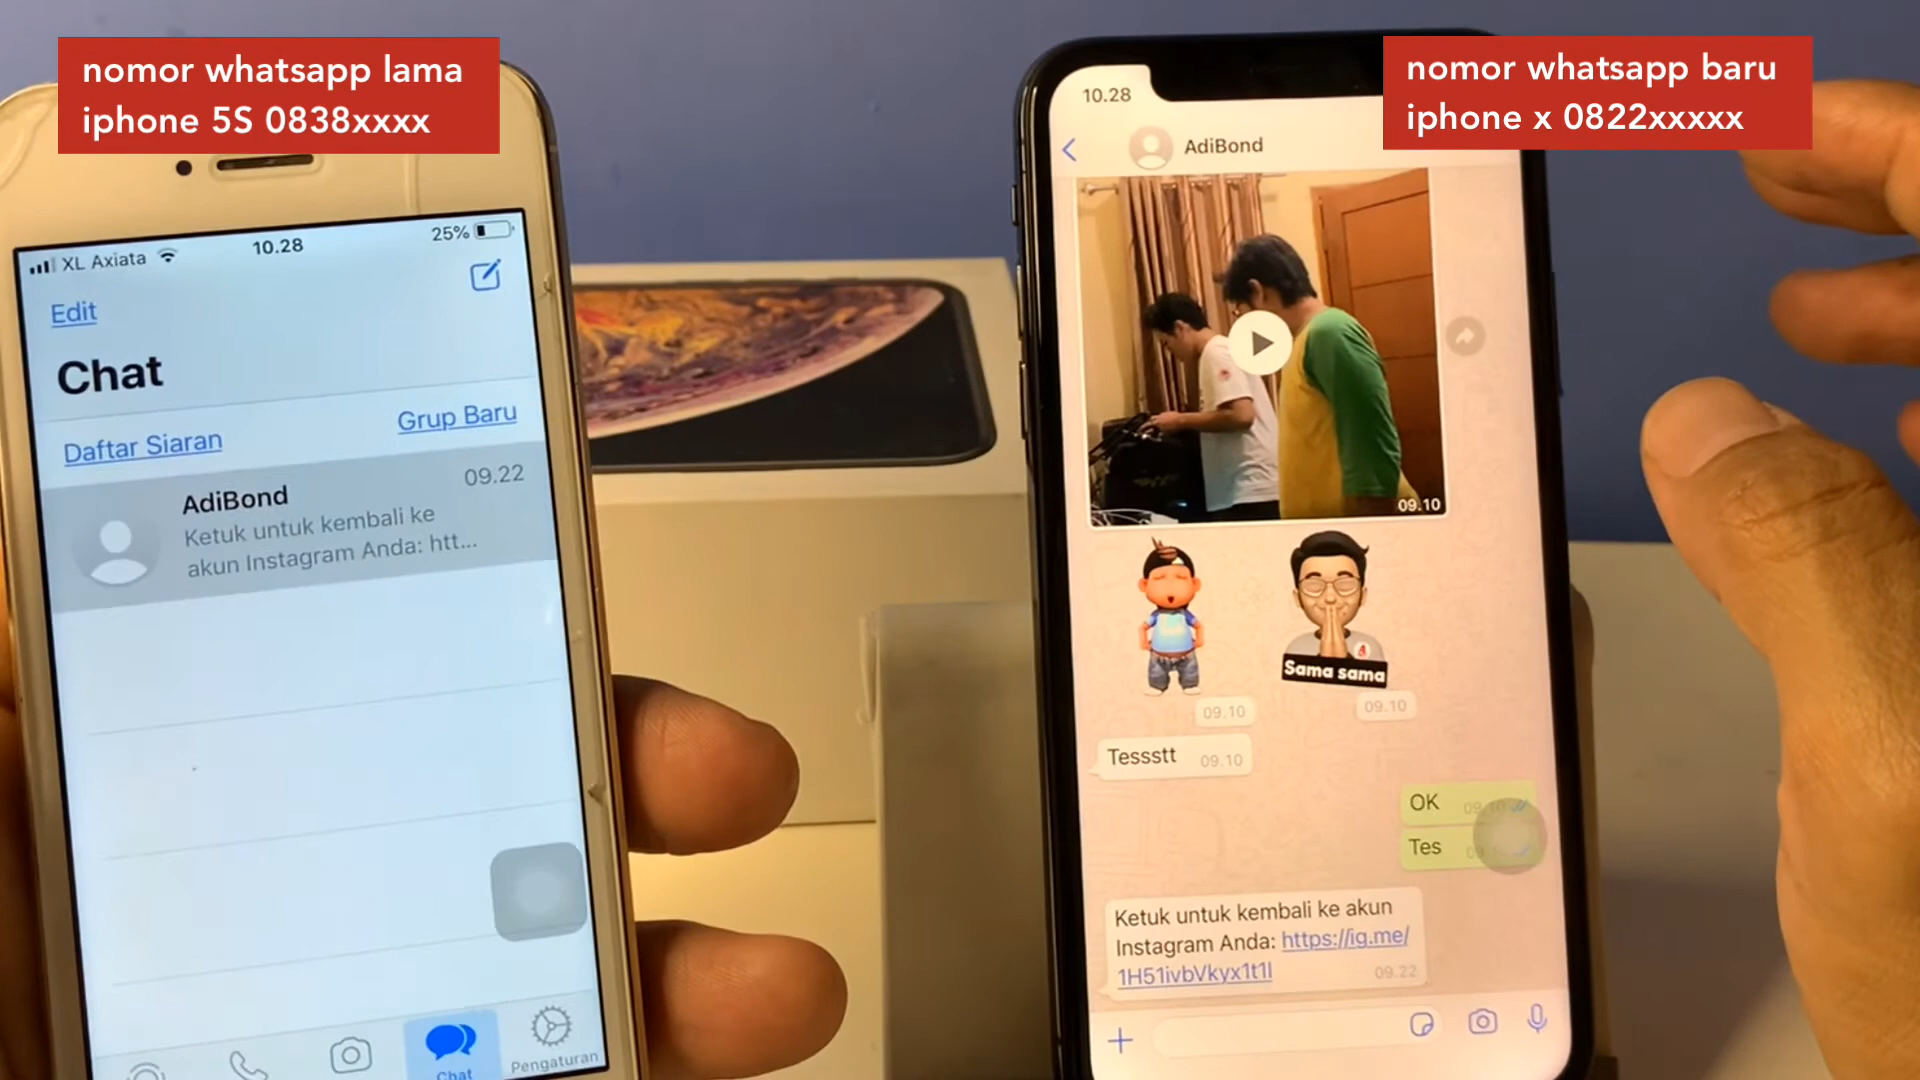 nomor whatsapp lama
iphone 5S 0838xxxx
nomor whatsapp baru
iphone x 0822xxxxx
XL Axiata
10.28
25%
Edit
Chat
Daftar Siaran
Grup Baru
AdiBond
09.22
Ketuk untuk kembali ke
akun Instagram Anda: htt...
Chat
Pengaturan
10.28
AdiBond
09.10
Sama sama
09.10
09.10
Tessstt
09.10
OK
09.10
Tes
Ketuk untuk kembali ke akun
Instagram Anda: https://ig.me/
1H51ivbVkyx1t1l
09.22